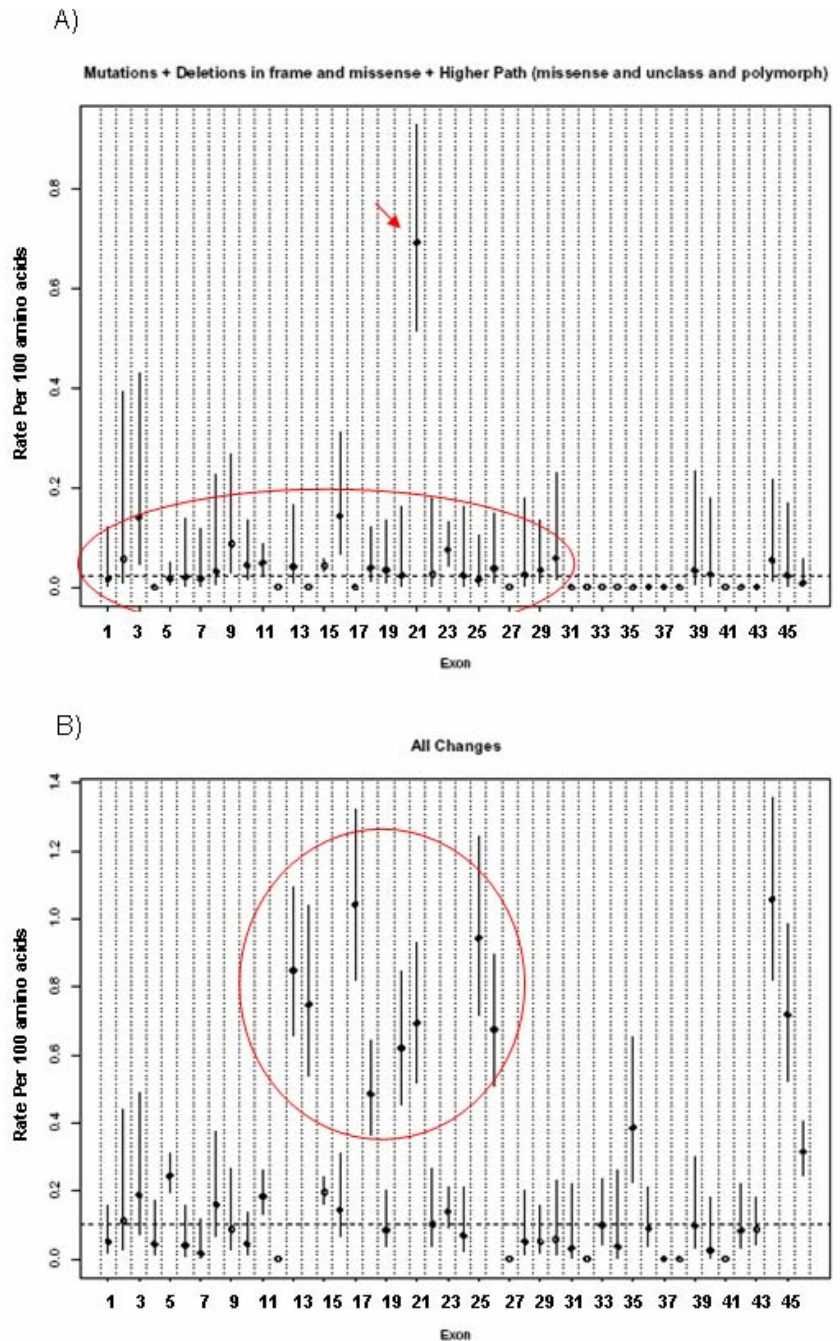 A)
Mutations + Deletions in frame and missense + Higher Path (missense and unclass and polymorph)
Rate Per 100 amino acids
0.8
0.6
0.4
0.2
0.0
1 3 5 7 9 11 13 15 17 19 21 23 25 27 29 31 33 35 37 39 41 43 45
Exon
B)
All Changes
Rate Per 100 amino acids
1.4
1.2
1.0
0.8
0.6
0.4
0.2
0.0
1 3 5 7 9 11 13 15 17 19 21 23 25 27 29 31 33 35 37 39 41 43 45
Exon